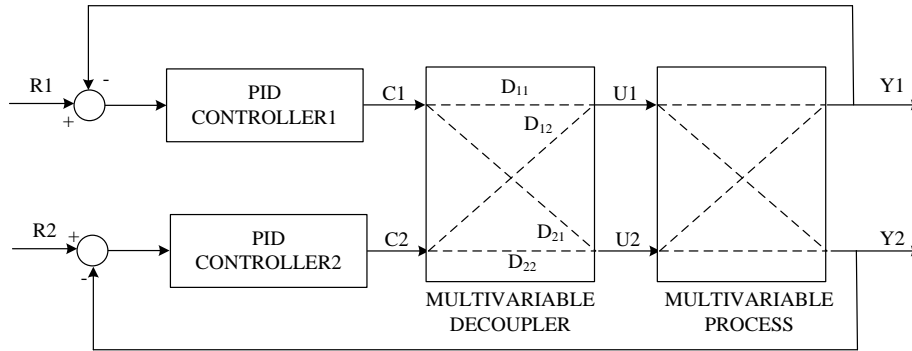 -
R1
+
PID
CONTROLLER1
C1
D11
D12
U1
Y1
R2
+
-
PID
CONTROLLER2
C2
D21
D22
U2
Y2
MULTIVARIABLE
DECOUPLER
MULTIVARIABLE
PROCESS